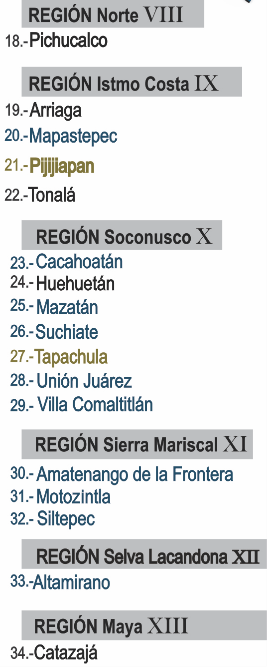 REGIÓN Norte VIII
18.-Pichucalco
REGIÓN Istmo Costa IX
19.-Arriaga
20.-Mapastepec
21.-Pijijiapan
22.-Tonalá
REGIÓN Soconusco X
23.-Cacahoatán
24.-Huehuetán
25.-Mazatán
26.-Suchiate
27.-Tapachula
28.-Unión Juárez
29.- Villa Comaltitlán
REGIÓN Sierra Mariscal XI
30.-Amatenango de la Frontera
31.-Motozintla
32.- Siltepec
REGIÓN Selva Lacandona XII
33.-Altamirano
REGIÓN Maya XIII
34.-Catazajá